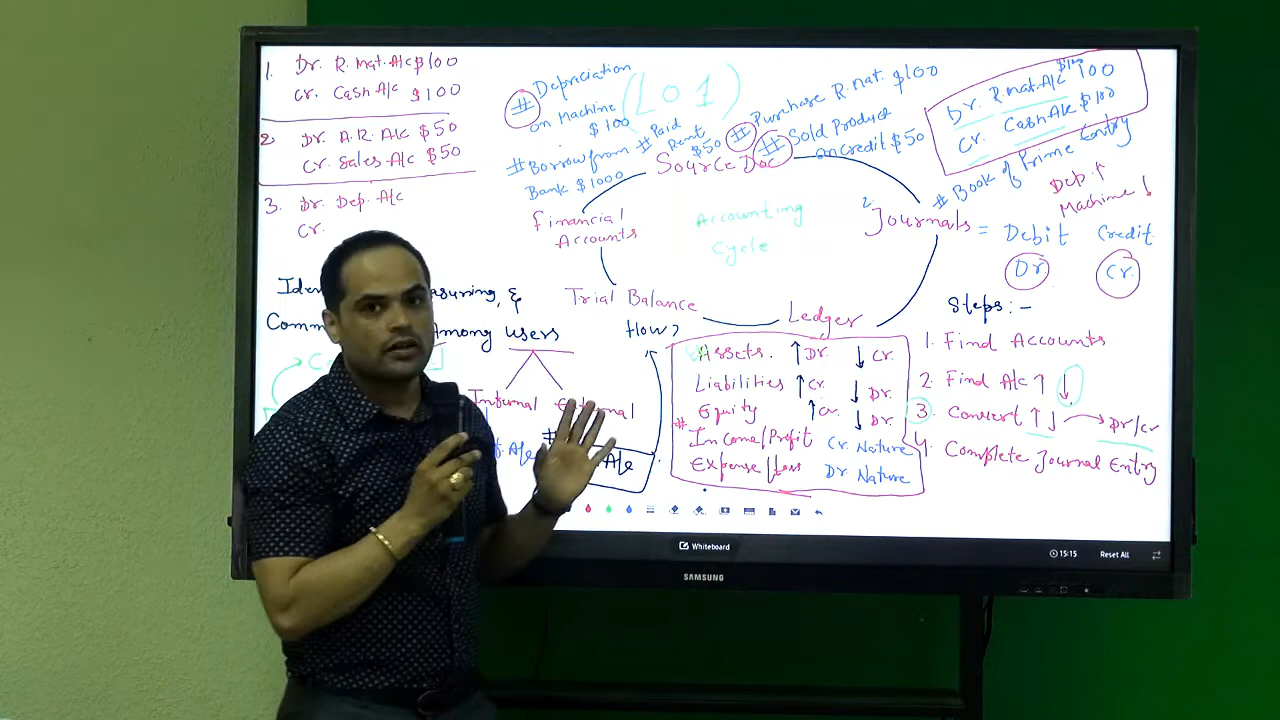 1. Dr. R.mat. A/c $100
Cr. Cash A/c $100
2. Dr. A.R. A/c $50
Cr. Sales A/c $50
3. Dr. Dep. A/c
Cr.
# Depriciation
on Machine
$100
(LO1)
# Paid
Rent
$50
# Borrow from
Bank $1000
# Purchase R.mat. $100
# Sold Product
on Credit $50
Dr. R.mat. A/c $100
Cr. Cash A/c $100
# Book of Prime Entry
Dep. ↑
Machine ↓
Source Doc
Financial
Accounts
Accounting
Cycle
2. Journals = Debit Credit
Dr Cr.
Trial Balance
Ledger
How?
Among users
Internal External
Assets. ↑ Dr. ↓ Cr.
Liabilities ↑ Cr. ↓ Dr.
Equity ↑ Cr. ↓ Dr.
# Income/Profit Cr. Nature
Expense/Loss Dr. Nature
Steps:-
1. Find Accounts
2. Find A/c ↑ ↓
3. Convert ↑ ↓ → Dr/Cr
4. Complete Journal Entry
Whiteboard
15:15
Reset All
SAMSUNG